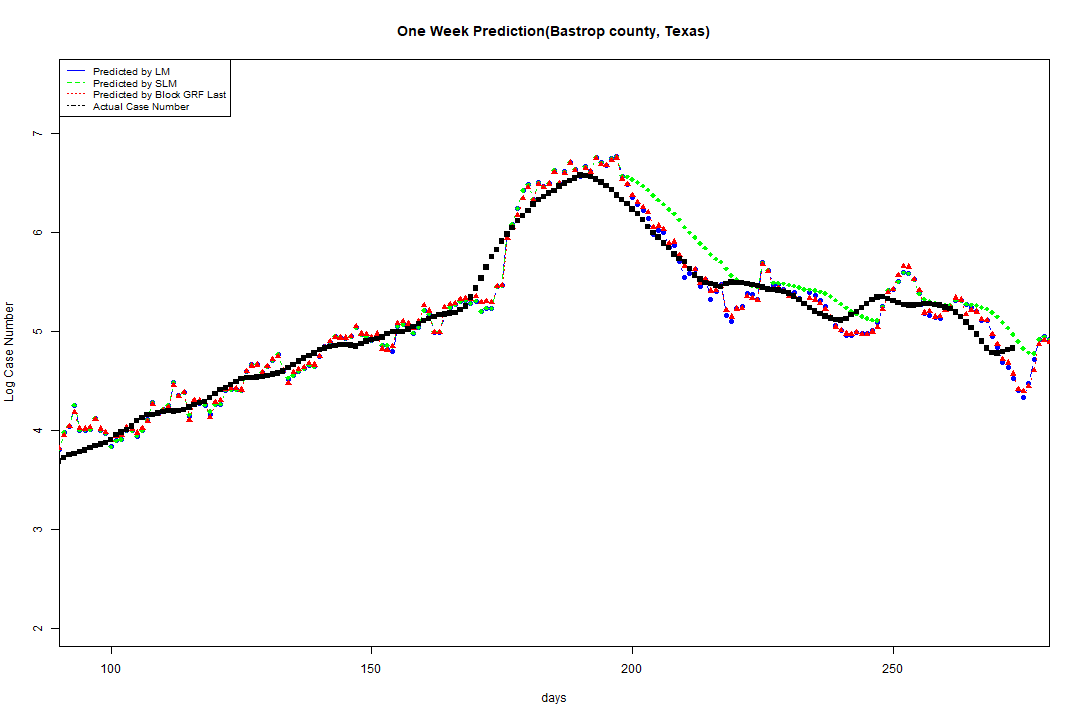 One Week Prediction(Bastrop county, Texas)
Predicted by LM
Predicted by SLM
Predicted by Block GRF Last
Actual Case Number
7
6
5
4
3
2
Log Case Number
100 150 200 250
days